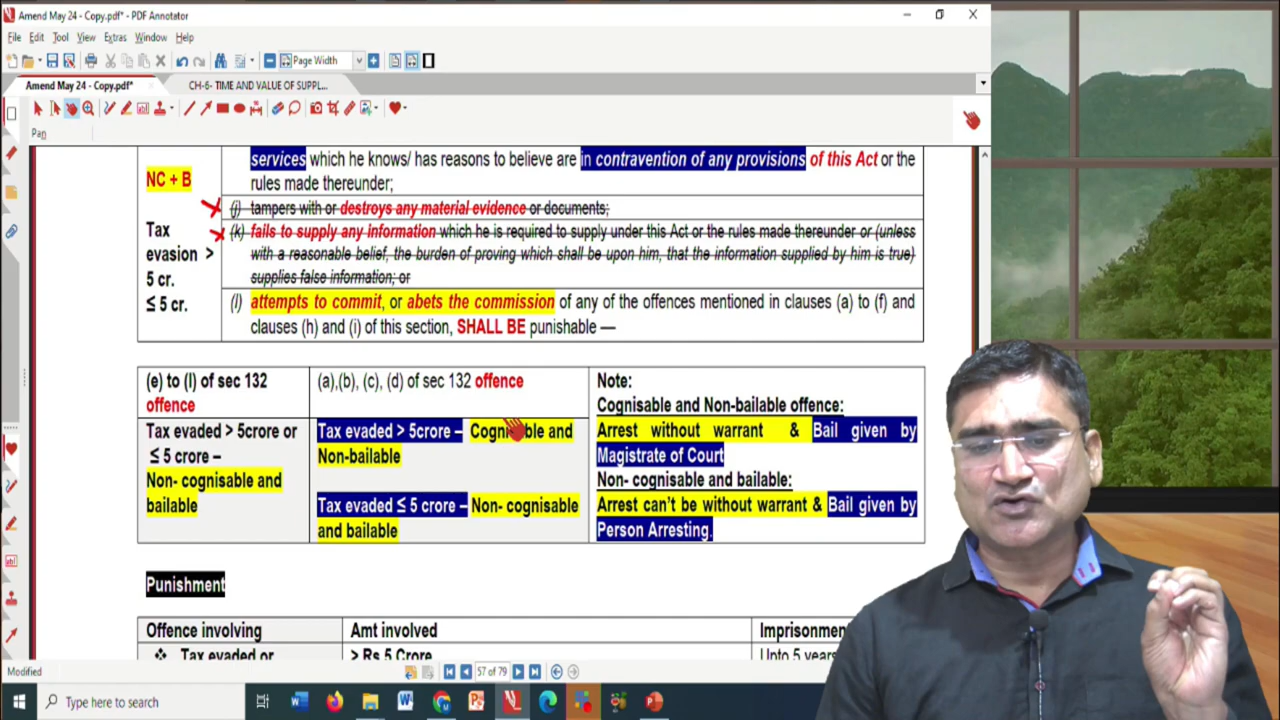 Amend May 24 - Copy.pdf* - PDF Annotator
File Edit Tool View Extras Window Help
Page Width
Amend May 24 - Copy.pdf*
CH-6- TIME AND VALUE OF SUPPL...
Pan
services which he knows/ has reasons to believe are in contravention of any provisions of this Act or the
rules made thereunder;
NC + B
(j) tampers with or destroys any material evidence or documents;
Tax
evasion >
5 cr.
≤ 5 cr.
(k) fails to supply any information which he is required to supply under this Act or the rules made thereunder or (unless
with a reasonable belief, the burden of proving which shall be upon him, that the information supplied by him is true)
supplies false information; or
(l) attempts to commit, or abets the commission of any of the offences mentioned in clauses (a) to (f) and
clauses (h) and (i) of this section, SHALL BE punishable —
(e) to (l) of sec 132
offence
(a),(b), (c), (d) of sec 132 offence
Note:
Cognisable and Non-bailable offence:
Arrest without warrant & Bail given by
Magistrate of Court
Non- cognisable and bailable:
Arrest can't be without warrant & Bail given by
Person Arresting.
Tax evaded > 5crore or
≤ 5 crore –
Non- cognisable and
bailable
Tax evaded > 5crore – Cognisable and
Non-bailable
Tax evaded ≤ 5 crore – Non- cognisable
and bailable
Punishment
Offence involving
Amt involved
Imprisonment
❖ Tax evaded or
> Rs 5 Crore
Upto 5 years
Modified
57 of 79
Type here to search